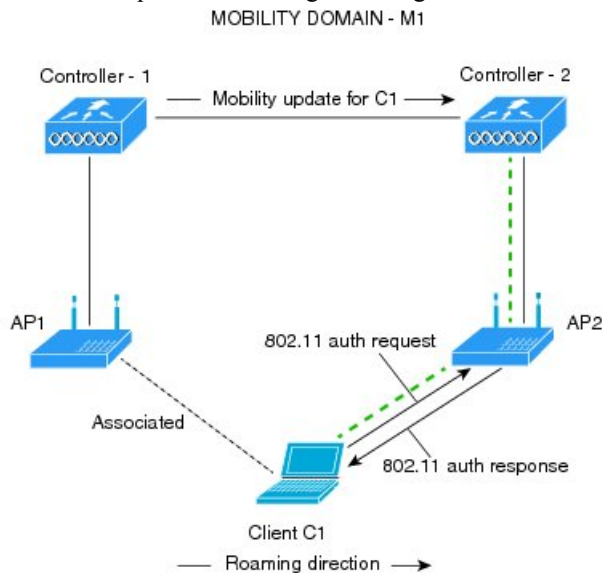 MOBILITY DOMAIN - M1
Controller - 1
Controller - 2
Mobility update for C1
AP1
AP2
802.11 auth request
Associated
802.11 auth response
Client C1
Roaming direction